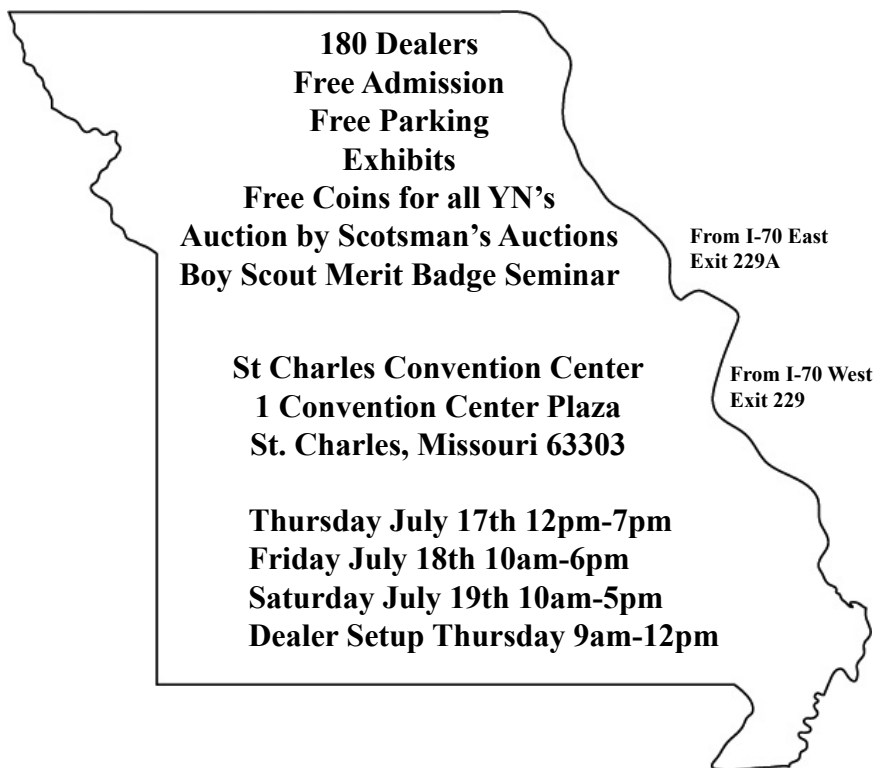 180 Dealers
Free Admission
Free Parking
Exhibits
Free Coins for all YN's
Auction by Scotsman's Auctions
Boy Scout Merit Badge Seminar
From I-70 East
Exit 229A
St Charles Convention Center
1 Convention Center Plaza
St. Charles, Missouri 63303
From I-70 West
Exit 229
Thursday July 17th 12pm-7pm
Friday July 18th 10am-6pm
Saturday July 19th 10am-5pm
Dealer Setup Thursday 9am-12pm